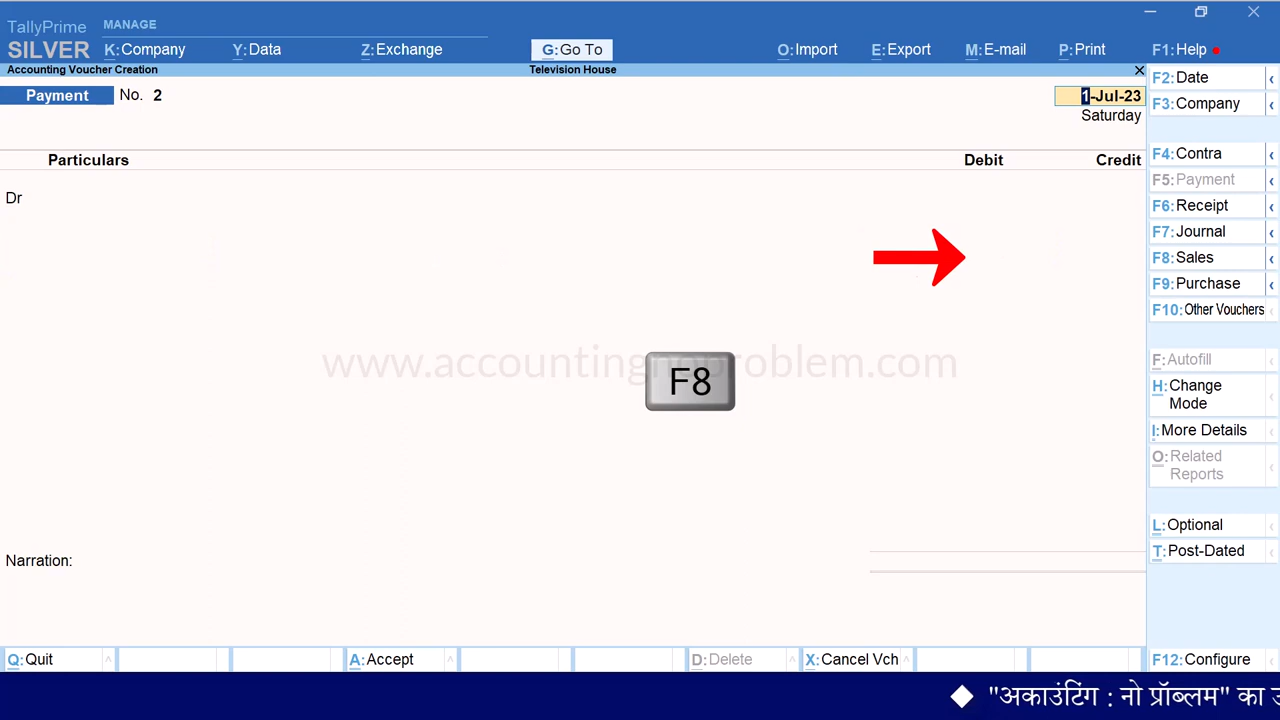 TallyPrime MANAGE
SILVER K:Company Y:Data Z:Exchange G:Go To O:Import E:Export M:E-mail P:Print F1:Help
Accounting Voucher Creation Television House
Payment No. 2 1-Jul-23
Saturday
Particulars Debit Credit
Dr
www.accountingnoproblem.com
F8
Narration:
F2:Date
F3:Company
F4:Contra
F5:Payment
F6:Receipt
F7:Journal
F8:Sales
F9:Purchase
F10:Other Vouchers
F:Autofill
H:Change
Mode
I:More Details
O:Related
Reports
L:Optional
T:Post-Dated
Q:Quit A:Accept D:Delete X:Cancel Vch F12:Configure
"अकाउंटिंग : नो प्रॉब्लम" का